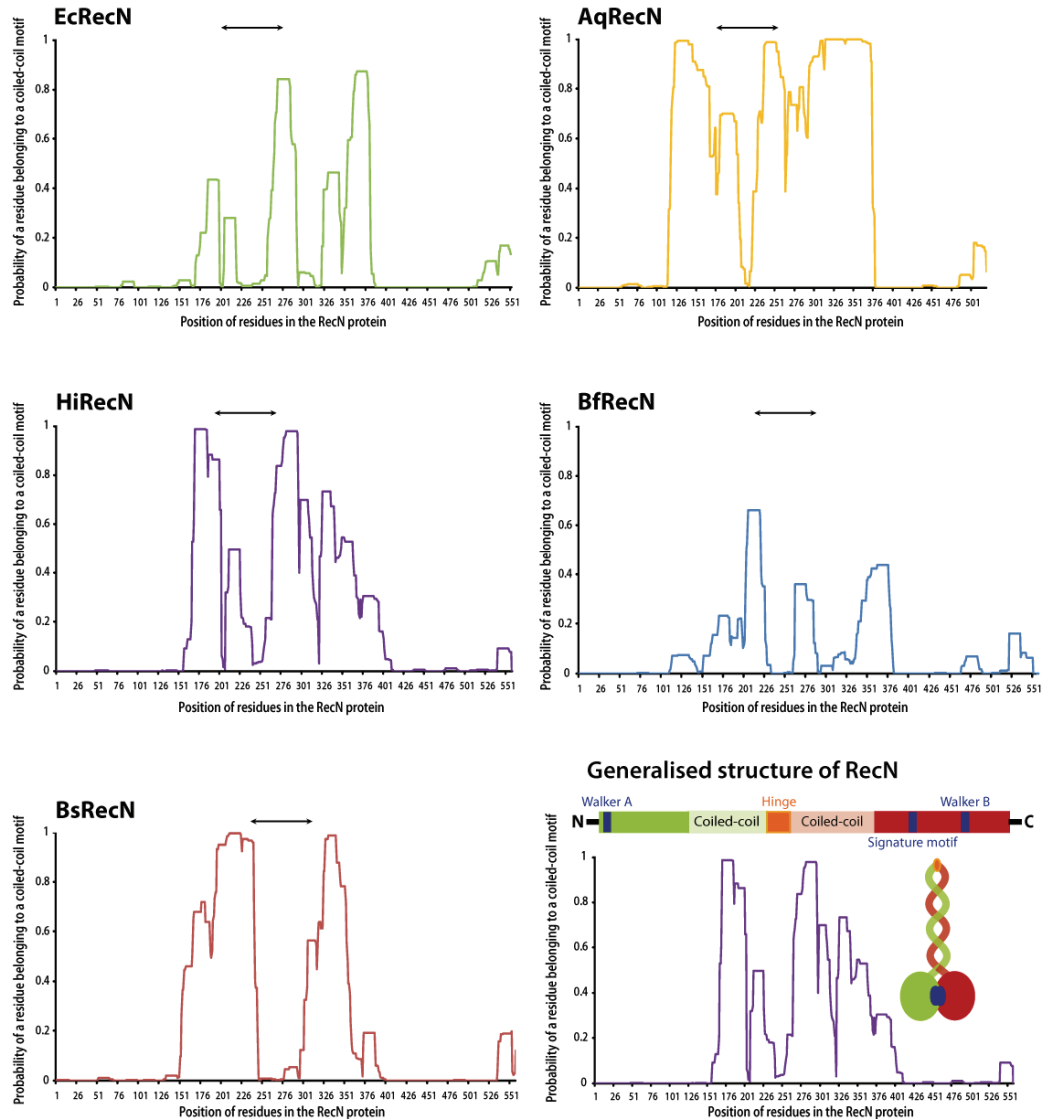 EcRecN
Probability of a residue belonging to a coiled-coil motif
1
0.8
0.6
0.4
0.2
0
1 26 51 76 101 126 151 176 201 226 251 276 301 326 351 376 401 426 451 476 501 526 551
Position of residues in the RecN protein
AqRecN
Probability of a residue belonging to a coiled-coil motif
1
0.8
0.6
0.4
0.2
0
1 26 51 76 101 126 151 176 201 226 251 276 301 326 351 376 401 426 451 476 501
Position of residues in the RecN protein
HiRecN
Probability of a residue belonging to a coiled-coil motif
1
0.8
0.6
0.4
0.2
0
1 26 51 76 101 126 151 176 201 226 251 276 301 326 351 376 401 426 451 476 501 526 551
Position of residues in the RecN protein
BfRecN
Probability of a residue belonging to a coiled-coil motif
1
0.8
0.6
0.4
0.2
0
1 26 51 76 101 126 151 176 201 226 251 276 301 326 351 376 401 426 451 476 501 526 551
Position of residues in the RecN protein
BsRecN
Probability of a residue belonging to a coiled-coil motif
1
0.8
0.6
0.4
0.2
0
1 26 51 76 101 126 151 176 201 226 251 276 301 326 351 376 401 426 451 476 501 526 551
Position of residues in the RecN protein
Generalised structure of RecN
Walker A Hinge Walker B
N Coiled-coil Coiled-coil C
Signature motif
Probability of a residue belonging to a coiled-coil motif
1
0.8
0.6
0.4
0.2
0
1 26 51 76 101 126 151 176 201 226 251 276 301 326 351 376 401 426 451 476 501 526 551
Position of residues in the RecN protein